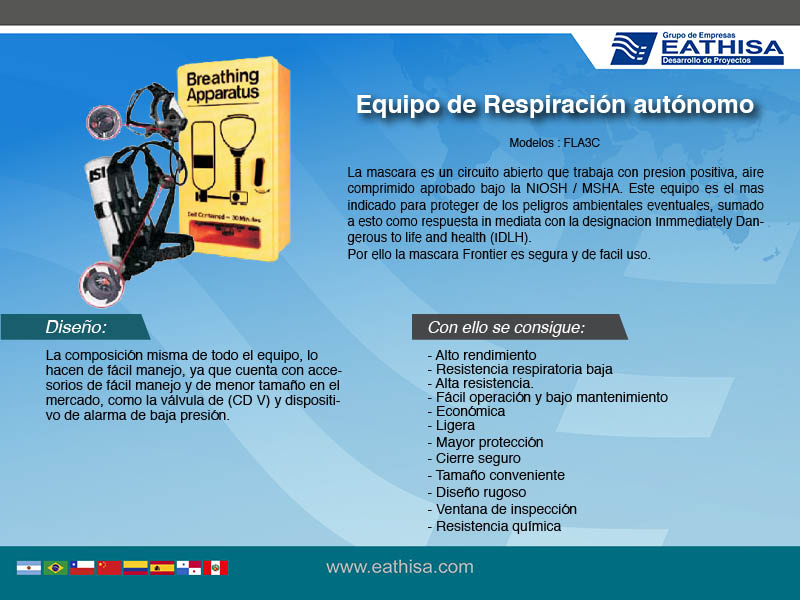 Grupo de Empresas
EATHISA
Desarrollo de Proyectos
Breathing
Apparatus
Self Contained - 30 Minutes
ISI
Equipo de Respiración autónomo
Modelos : FLA3C
La mascara es un circuito abierto que trabaja con presion positiva, aire
comprimido aprobado bajo la NIOSH / MSHA. Este equipo es el mas
indicado para proteger de los peligros ambientales eventuales, sumado
a esto como respuesta in mediata con la designacion Inmmediately Dan-
gerous to life and health (IDLH).
Por ello la mascara Frontier es segura y de facil uso.
Diseño:
La composición misma de todo el equipo, lo
hacen de fácil manejo, ya que cuenta con acce-
sorios de fácil manejo y de menor tamaño en el
mercado, como la válvula de (CD V) y dispositi-
vo de alarma de baja presión.
Con ello se consigue:
- Alto rendimiento
- Resistencia respiratoria baja
- Alta resistencia.
- Fácil operación y bajo mantenimiento
- Económica
- Ligera
- Mayor protección
- Cierre seguro
- Tamaño conveniente
- Diseño rugoso
- Ventana de inspección
- Resistencia química
www.eathisa.com